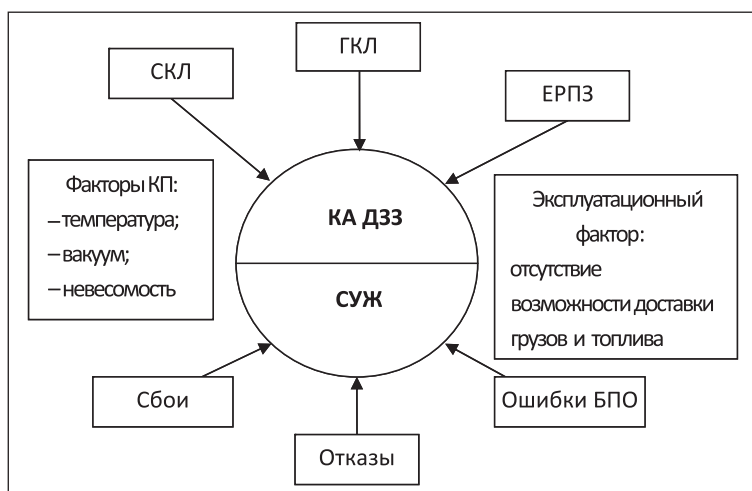 ГКЛ
СКЛ
ЕРПЗ
Факторы КП:
– температура;
– вакуум;
– невесомость
КА ДЗЗ
СУЖ
Эксплуатационный
фактор:
отсутствие
возможности доставки
грузов и топлива
Сбои
Отказы
Ошибки БПО